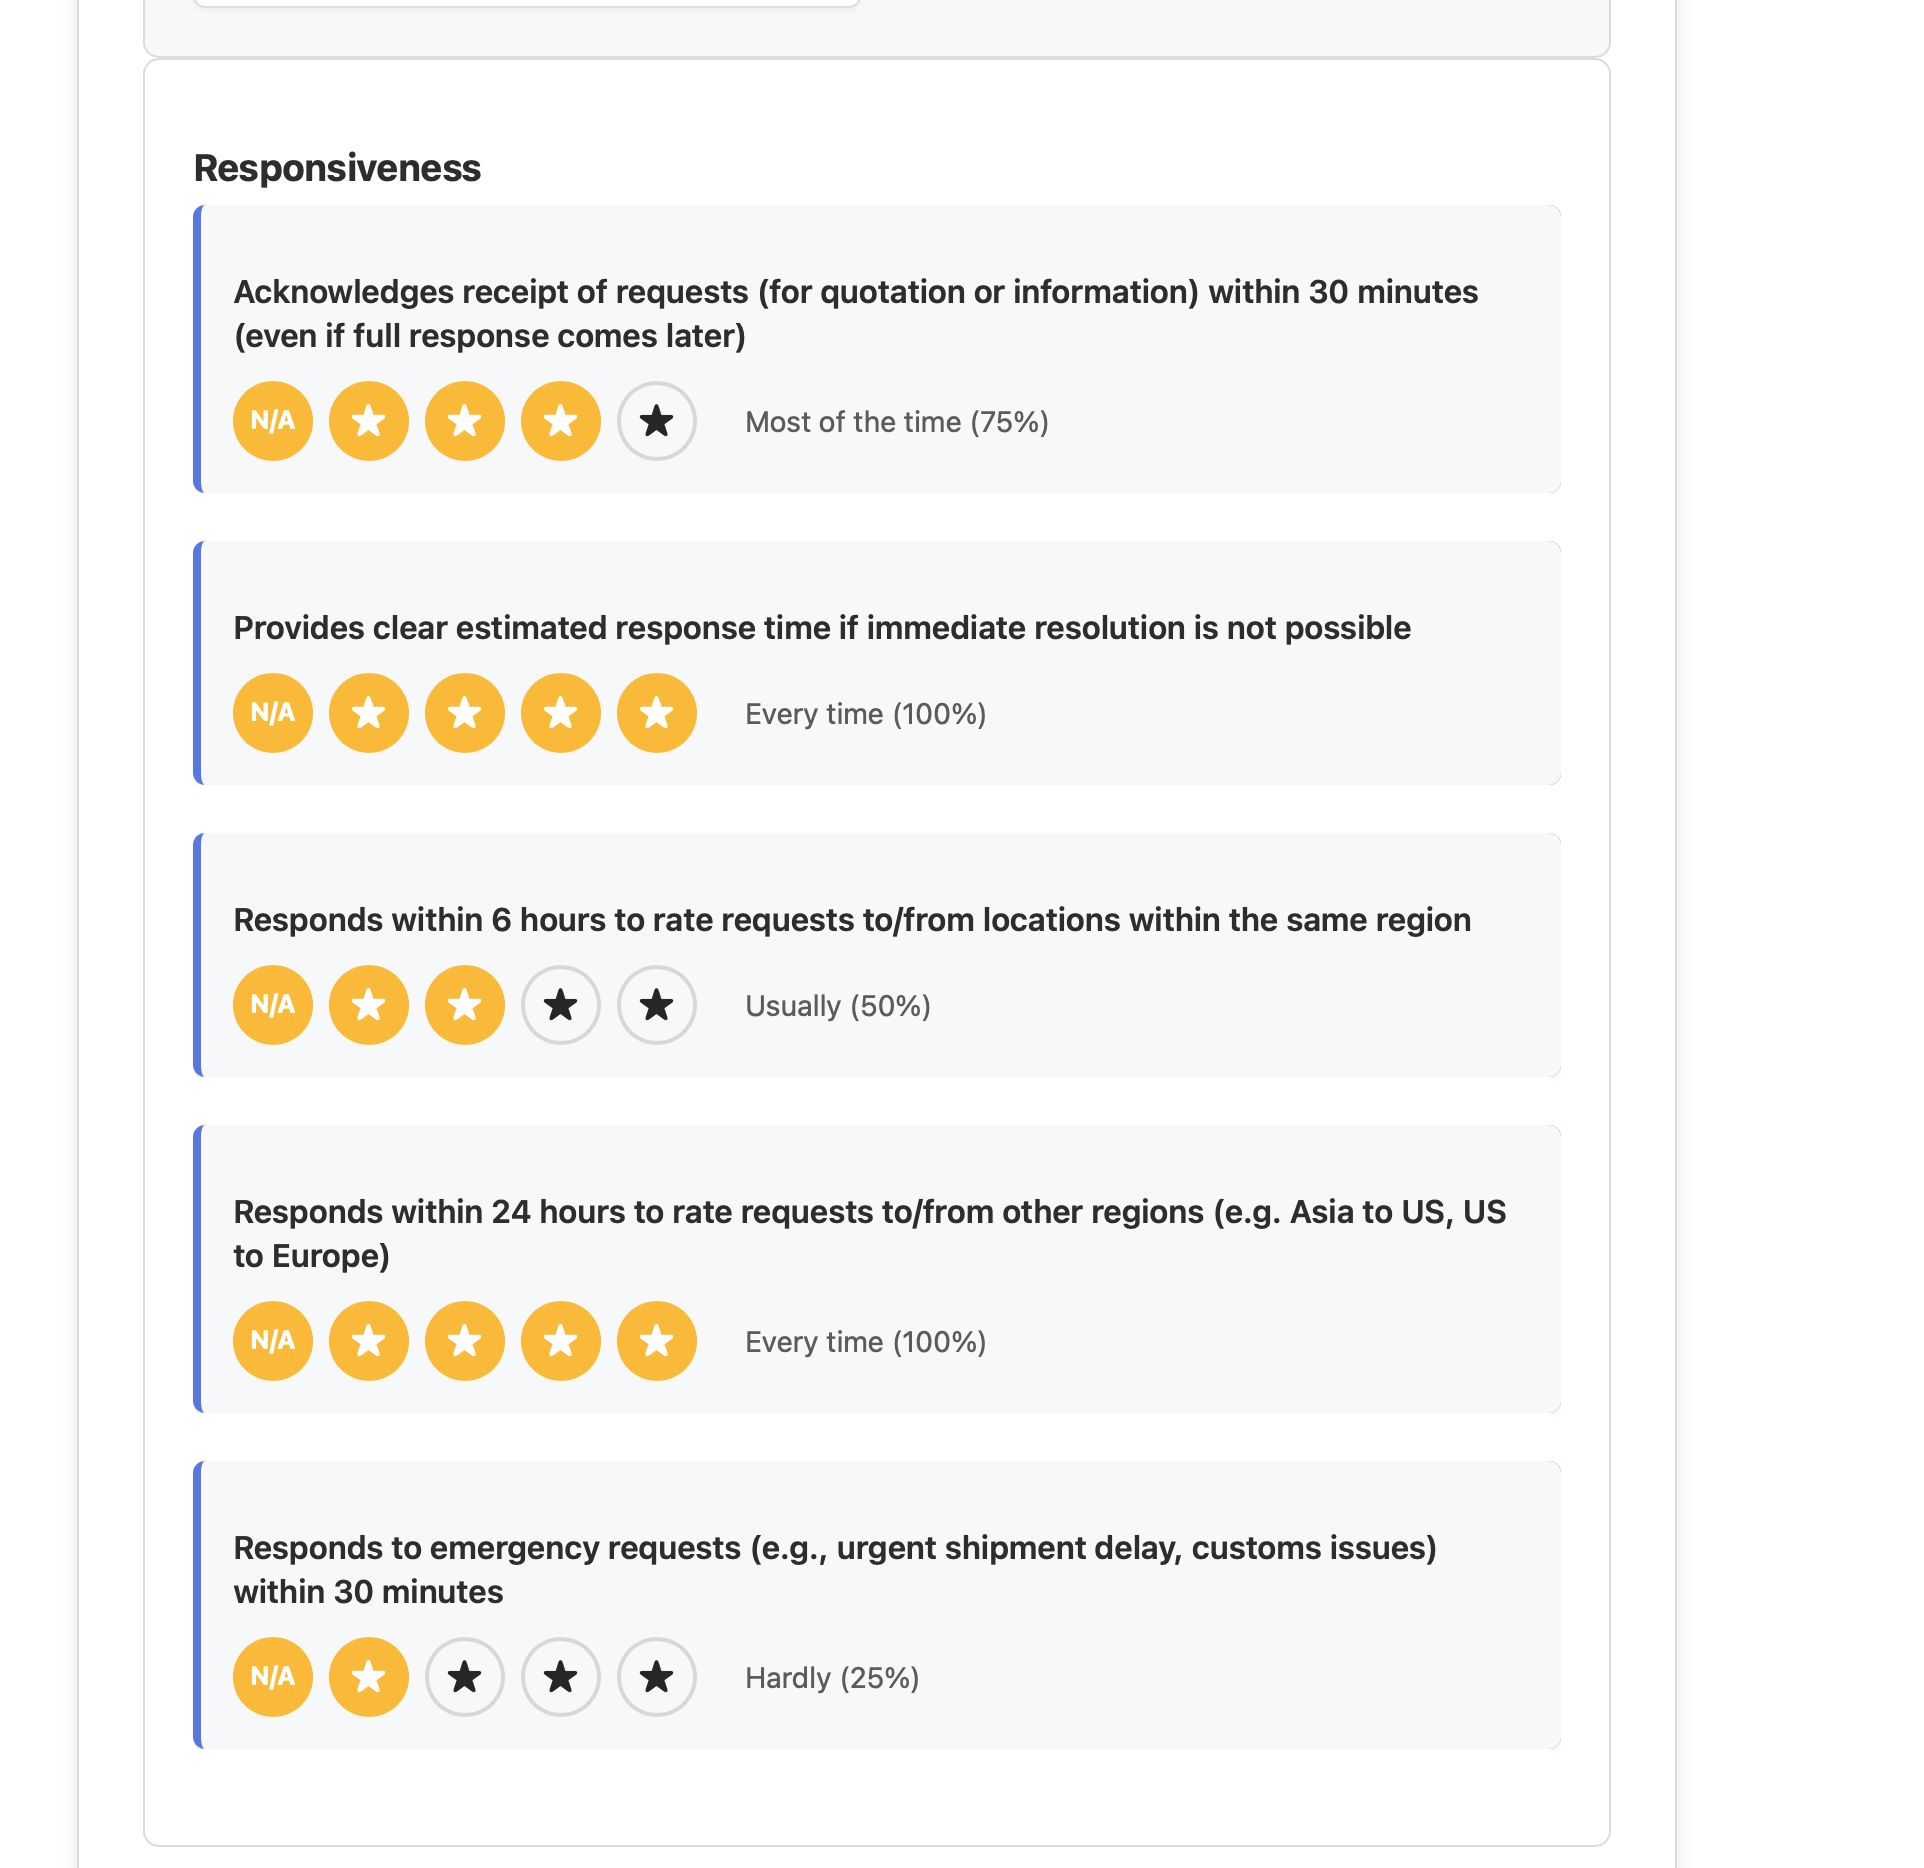 Responsiveness
Acknowledges receipt of requests (for quotation or information) within 30 minutes
(even if full response comes later)
N/A Most of the time (75%)
Provides clear estimated response time if immediate resolution is not possible
N/A Every time (100%)
Responds within 6 hours to rate requests to/from locations within the same region
N/A Usually (50%)
Responds within 24 hours to rate requests to/from other regions (e.g. Asia to US, US
to Europe)
N/A Every time (100%)
Responds to emergency requests (e.g., urgent shipment delay, customs issues)
within 30 minutes
N/A Hardly (25%)